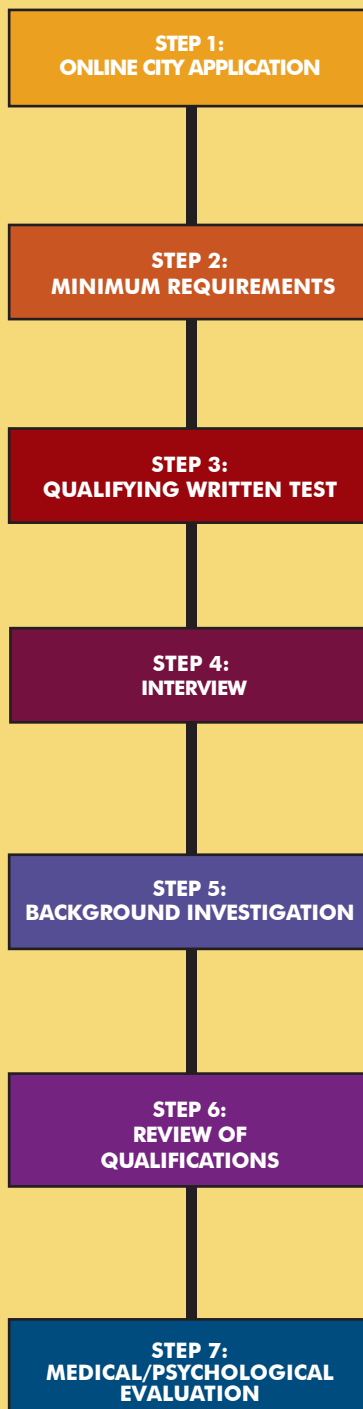 STEP 1:
ONLINE CITY APPLICATION
STEP 2:
MINIMUM REQUIREMENTS
STEP 3:
QUALIFYING WRITTEN TEST
STEP 4:
INTERVIEW
STEP 5:
BACKGROUND INVESTIGATION
STEP 6:
REVIEW OF
QUALIFICATIONS
STEP 7:
MEDICAL/PSYCHOLOGICAL
EVALUATION